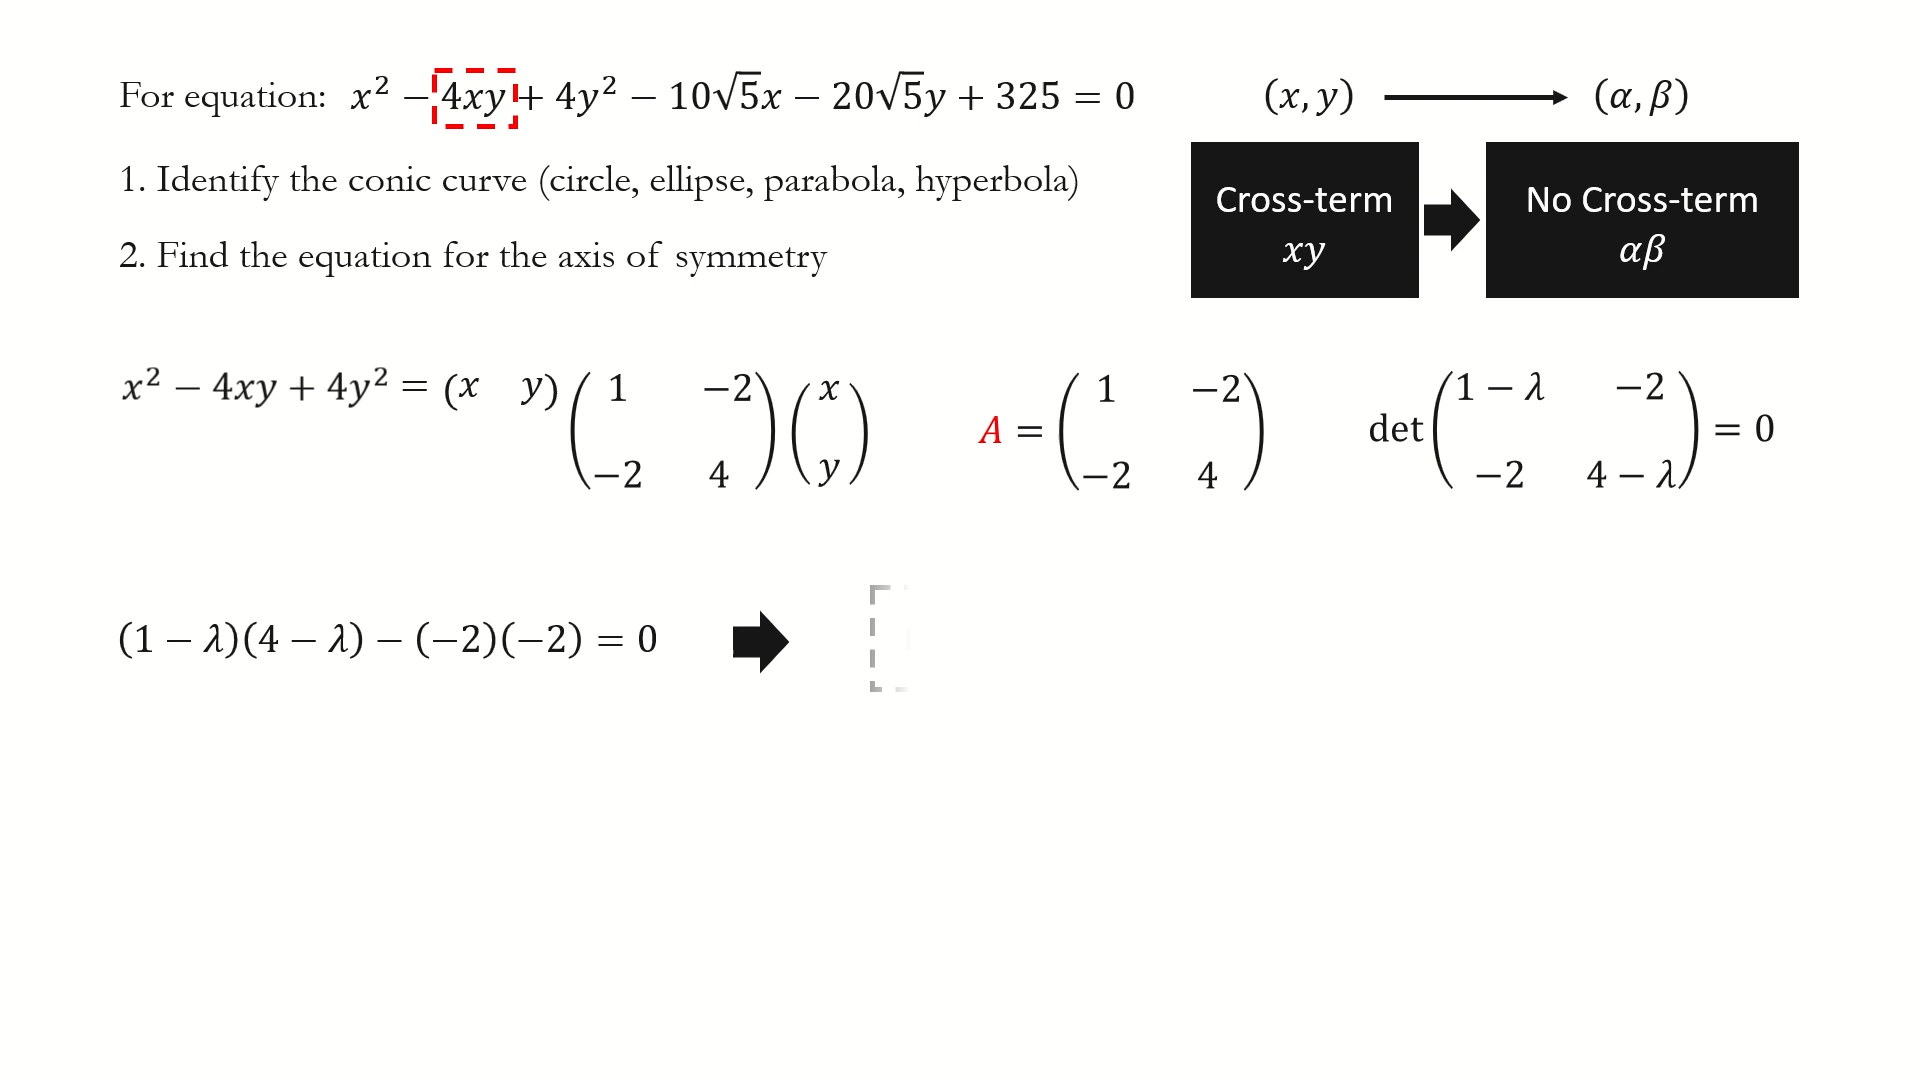 For equation: x² − 4xy + 4y² − 10√5x − 20√5y + 325 = 0
(x, y) → (α, β)
1. Identify the conic curve (circle, ellipse, parabola, hyperbola)
2. Find the equation for the axis of symmetry
Cross-term
xy
No Cross-term
αβ
x² − 4xy + 4y² = (x y) (1 −2 −2 4) (x y)
A = (1 −2 −2 4)
det (1 − λ −2 −2 4 − λ) = 0
(1 − λ)(4 − λ) − (−2)(−2) = 0